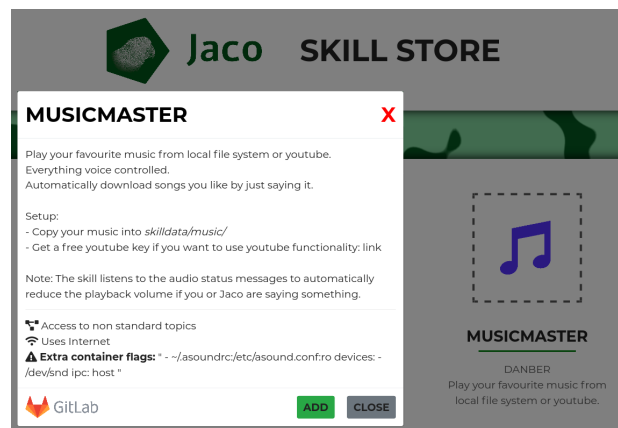 Jaco SKILL STORE
MUSICMASTER X
Play your favourite music from local file system or youtube.
Everything voice controlled.
Automatically download songs you like by just saying it.
Setup:
- Copy your music into skilldata/music/
- Get a free youtube key if you want to use youtube functionality: link
Note: The skill listens to the audio status messages to automatically
reduce the playback volume if you or Jaco are saying something.
Access to non standard topics
Uses Internet
Extra container flags: " - ~/.asoundrc:/etc/asound.conf:ro devices: -
/dev/snd ipc: host "
GitLab ADD CLOSE
MUSICMASTER
DANBER
Play your favourite music from
local file system or youtube.